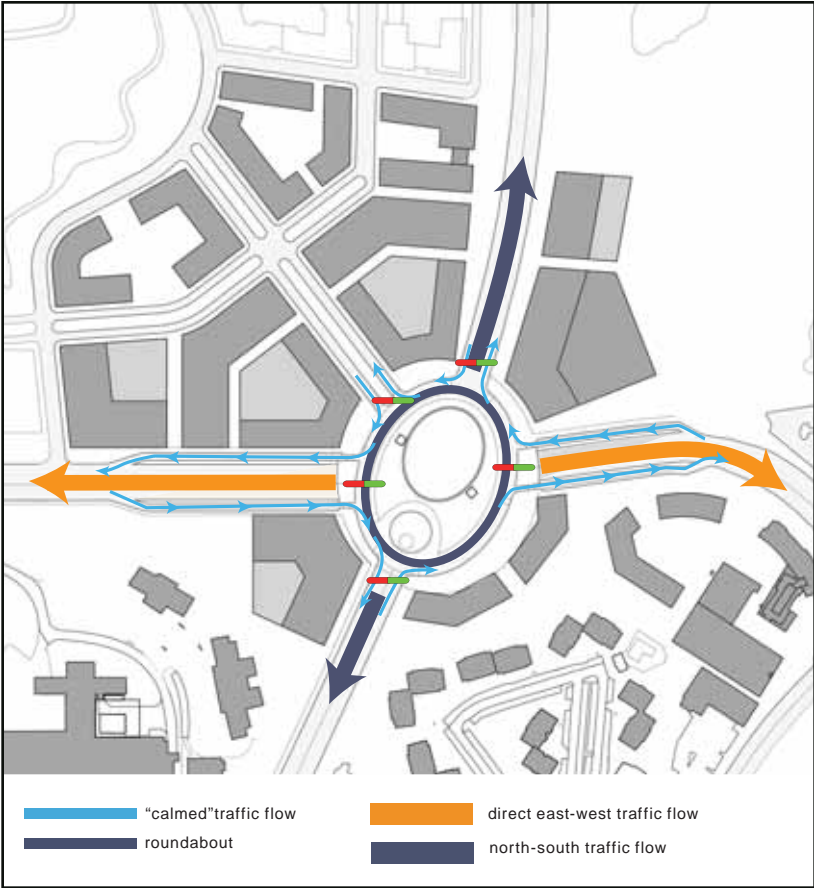 “calmed”traffic flow
roundabout
direct east-west traffic flow
north-south traffic flow